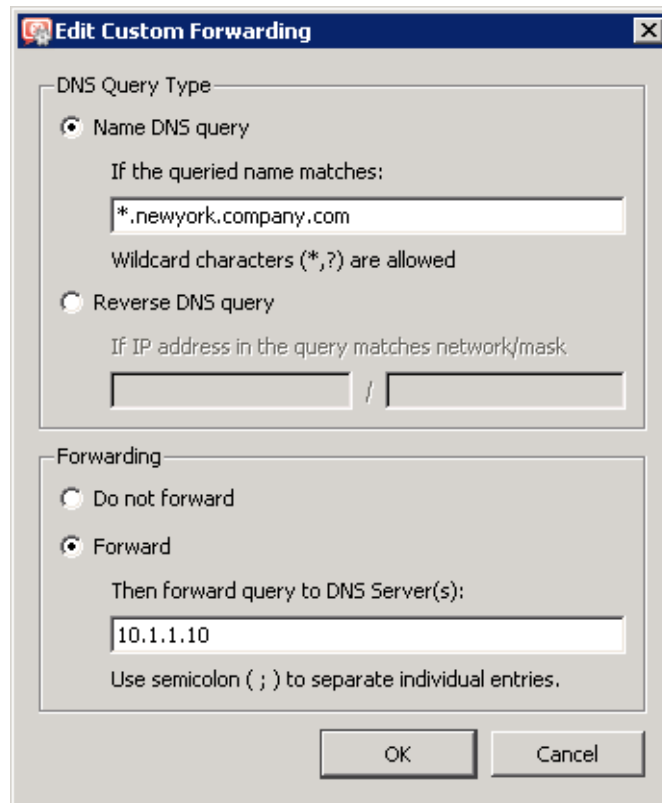 Edit Custom Forwarding
DNS Query Type
Name DNS query
If the queried name matches:
*.newyork.company.com
Wildcard characters (*,?) are allowed
Reverse DNS query
If IP address in the query matches network/mask
/
Forwarding
Do not forward
Forward
Then forward query to DNS Server(s):
10.1.1.10
Use semicolon ( ; ) to separate individual entries.
OK Cancel